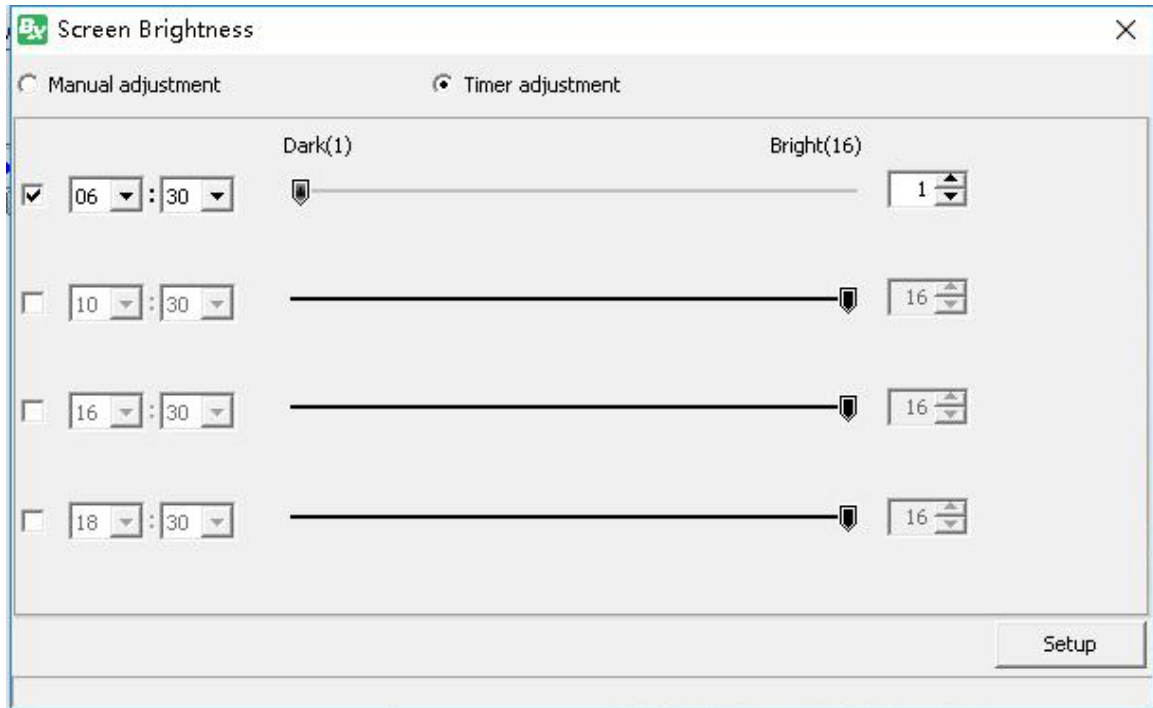 BX Screen Brightness
Manual adjustment Timer adjustment
Dark(1) Bright(16)
06 : 30 1
10 : 30 16
16 : 30 16
18 : 30 16
Setup